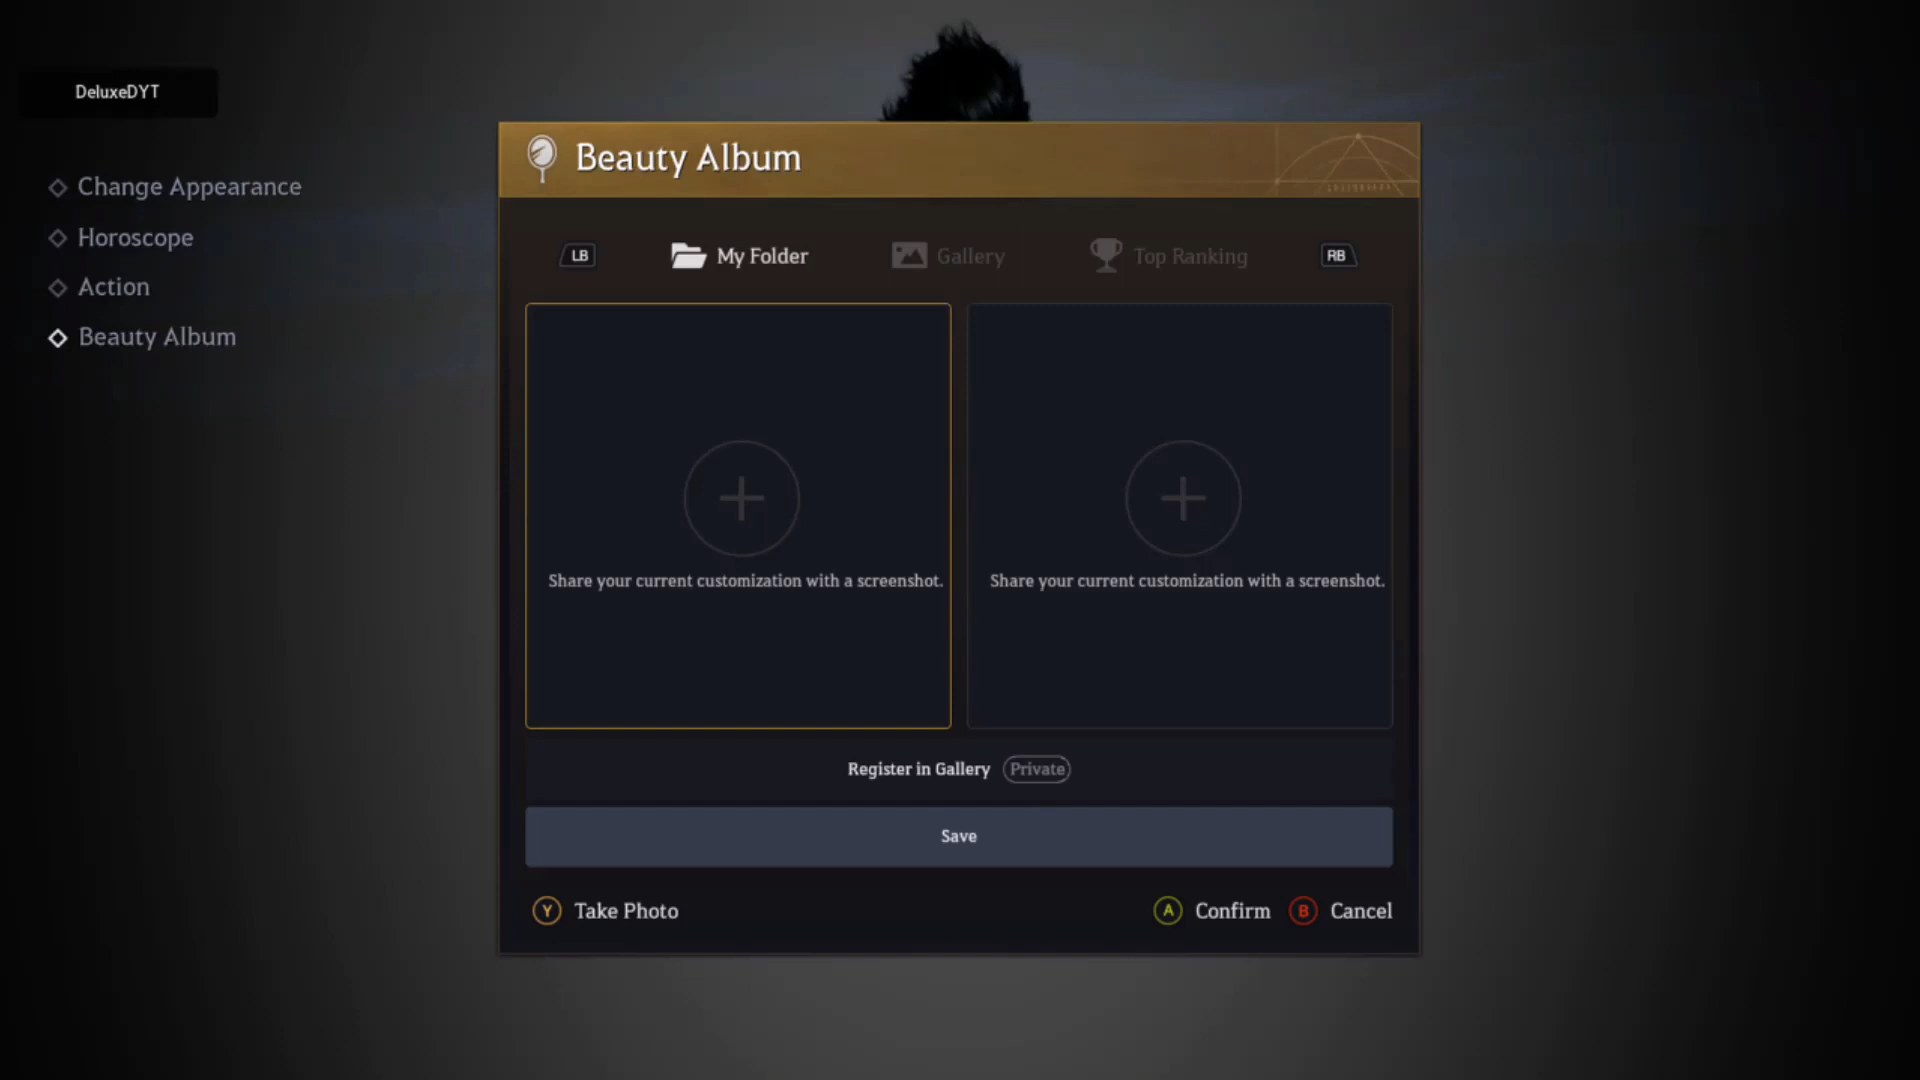 DeluxeDYT
Change Appearance
Horoscope
Action
Beauty Album
Beauty Album
LB
My Folder
Gallery
Top Ranking
RB
Share your current customization with a screenshot.
Share your current customization with a screenshot.
Register in Gallery Private
Save
Y Take Photo
A Confirm B Cancel